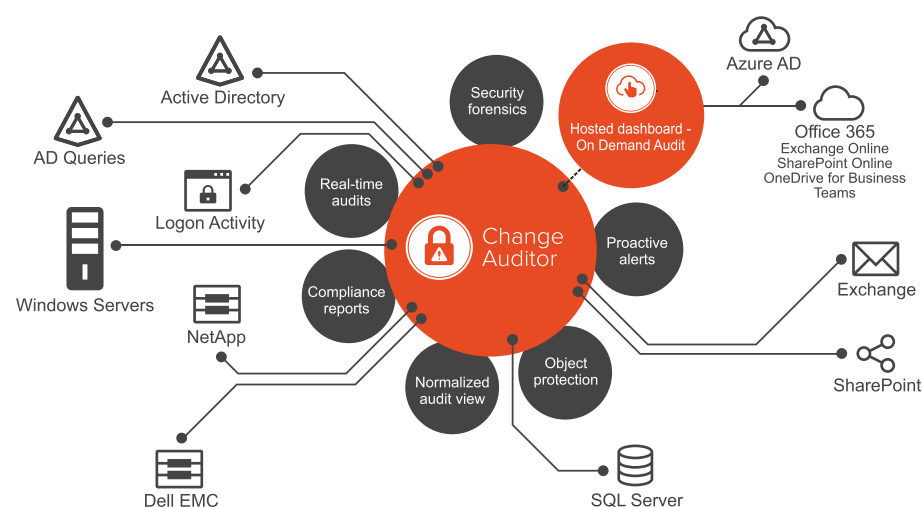 Azure AD
Active Directory
Security
forensics
Hosted dashboard -
On Demand Audit
Office 365
Exchange Online
SharePoint Online
OneDrive for Business
Teams
AD Queries
Real-time
audits
Logon Activity
Change
Auditor
Proactive
alerts
Windows Servers
Compliance
reports
Exchange
NetApp
Normalized
audit view
Object
protection
SharePoint
Dell EMC
SQL Server